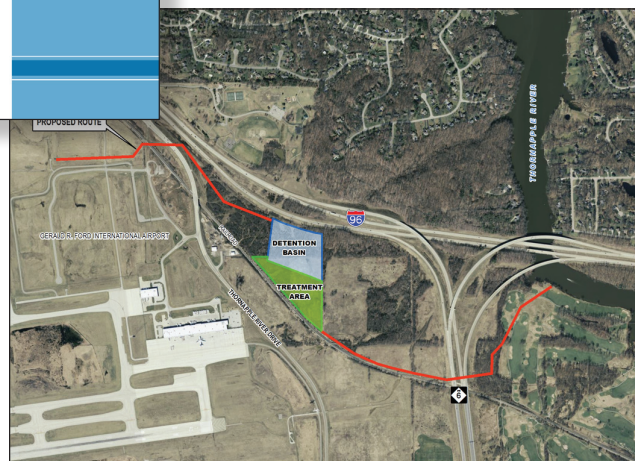 PROPOSED ROUTE
THORNAPPLE RIVER
96
GERALD R. FORD INTERNATIONAL AIRPORT
DETENTION
BASIN
TREATMENT
AREA
THORNAPPLE RIVER DRIVE
6